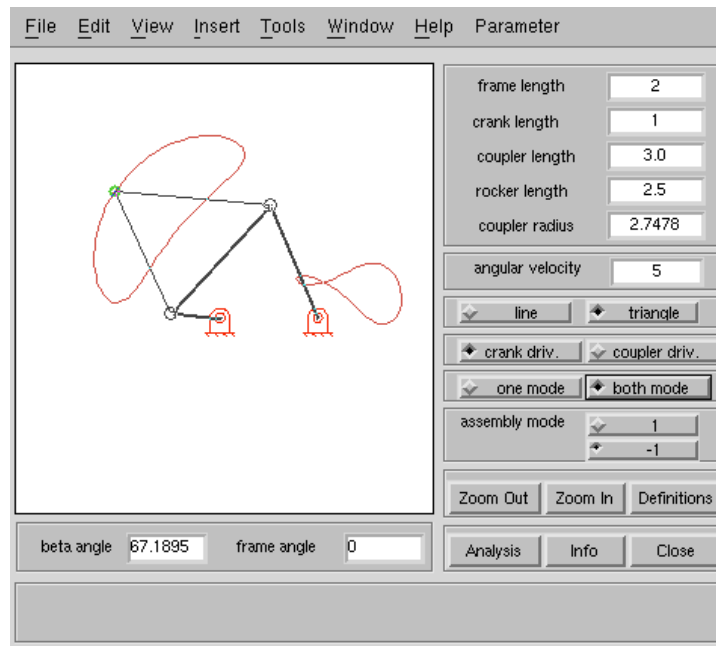 File Edit View Insert Tools Window Help Parameter
frame length 2
crank length 1
coupler length 3.0
rocker length 2.5
coupler radius 2.7478
angular velocity 5
line triangle
crank driv. coupler driv.
one mode both mode
assembly mode 1
-1
Zoom Out Zoom In Definitions
beta angle 67.1895 frame angle 0
Analysis Info Close